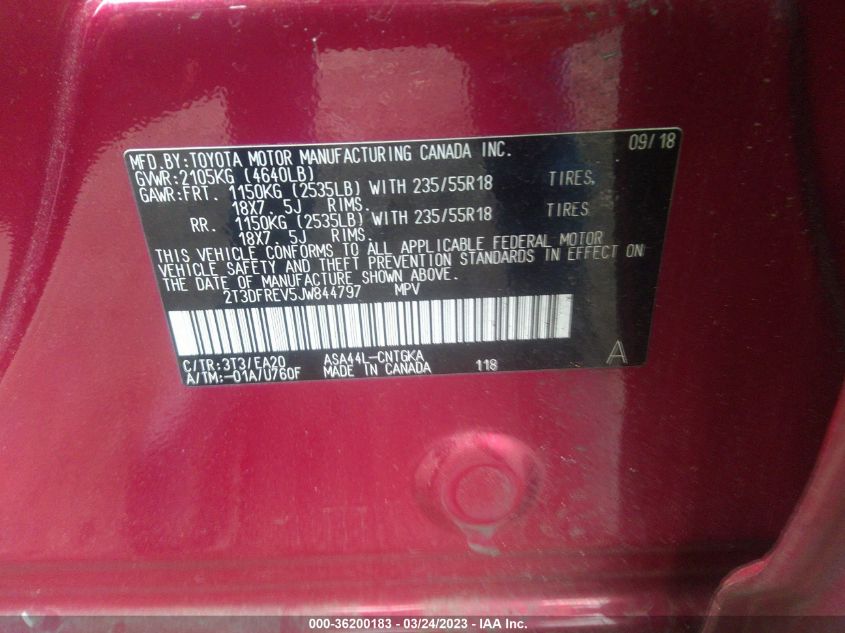 MFD.BY:TOYOTA MOTOR MANUFACTURING CANADA INC. 09/18
GVWR:2105KG (4640LB)
GAWR:FRT. 1150KG (2535LB) WITH 235/55R18 TIRES,
18X7. 5J RIMS.
RR. 1150KG (2535LB) WITH 235/55R18 TIRES
18X7. 5J RIMS.
THIS VEHICLE CONFORMS TO ALL APPLICABLE FEDERAL MOTOR
VEHICLE SAFETY AND THEFT PREVENTION STANDARDS IN EFFECT ON
THE DATE OF MANUFACTURE SHOWN ABOVE.
2T3DFREV5JW844797 MPV
C/TR:3T3/EA20 ASA44L-CNTGKA
A/TM:-01A/U760F MADE IN CANADA 118 A
000-36200183 - 03/24/2023 - IAA Inc.